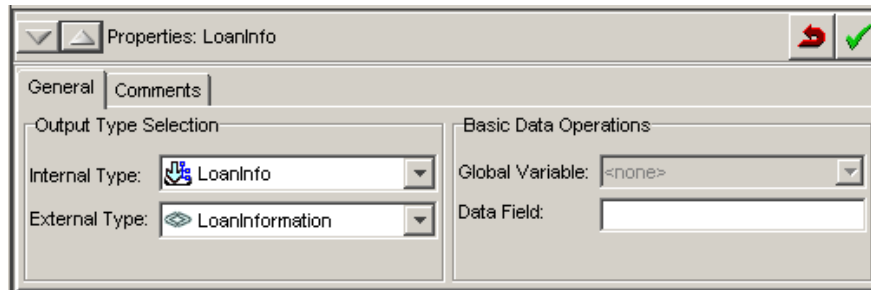 Properties: LoanInfo
General Comments
Output Type Selection
Internal Type: LoanInfo
External Type: LoanInformation
Basic Data Operations
Global Variable: <none>
Data Field: